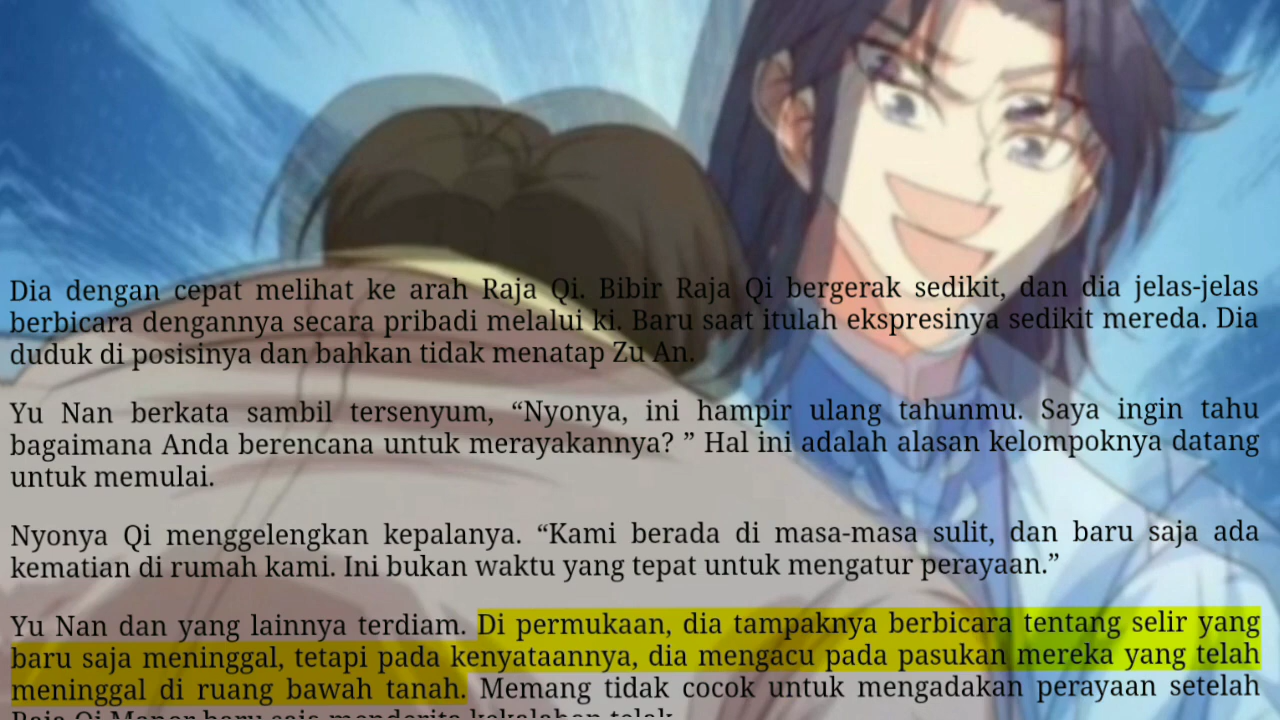 Dia dengan cepat melihat ke arah Raja Qi. Bibir Raja Qi bergerak sedikit, dan dia jelas-jelas
berbicara dengannya secara pribadi melalui ki. Baru saat itulah ekspresinya sedikit mereda. Dia
duduk di posisinya dan bahkan tidak menatap Zu An.
Yu Nan berkata sambil tersenyum, “Nyonya, ini hampir ulang tahunmu. Saya ingin tahu
bagaimana Anda berencana untuk merayakannya? ” Hal ini adalah alasan kelompoknya datang
untuk memulai.
Nyonya Qi menggelengkan kepalanya. “Kami berada di masa-masa sulit, dan baru saja ada
kematian di rumah kami. Ini bukan waktu yang tepat untuk mengatur perayaan.”
Yu Nan dan yang lainnya terdiam. Di permukaan, dia tampaknya berbicara tentang selir yang
baru saja meninggal, tetapi pada kenyataannya, dia mengacu pada pasukan mereka yang telah
meninggal di ruang bawah tanah. Memang tidak cocok untuk mengadakan perayaan setelah